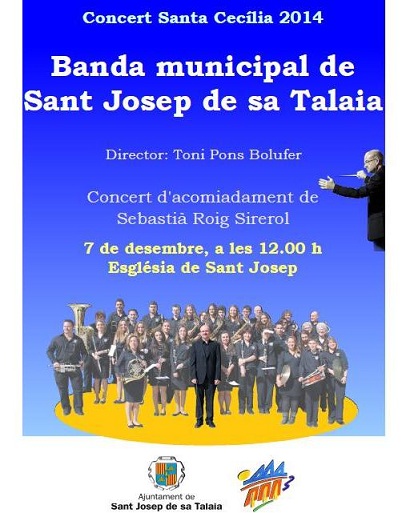 Concert Santa Cecília 2014
Banda municipal de
Sant Josep de sa Talaia
Director: Toni Pons Bolufer
Concert d'acomiadament de
Sebastià Roig Sirerol
7 de desembre, a les 12.00 h
Església de Sant Josep
Ajuntament de
Sant Josep de sa Talaia